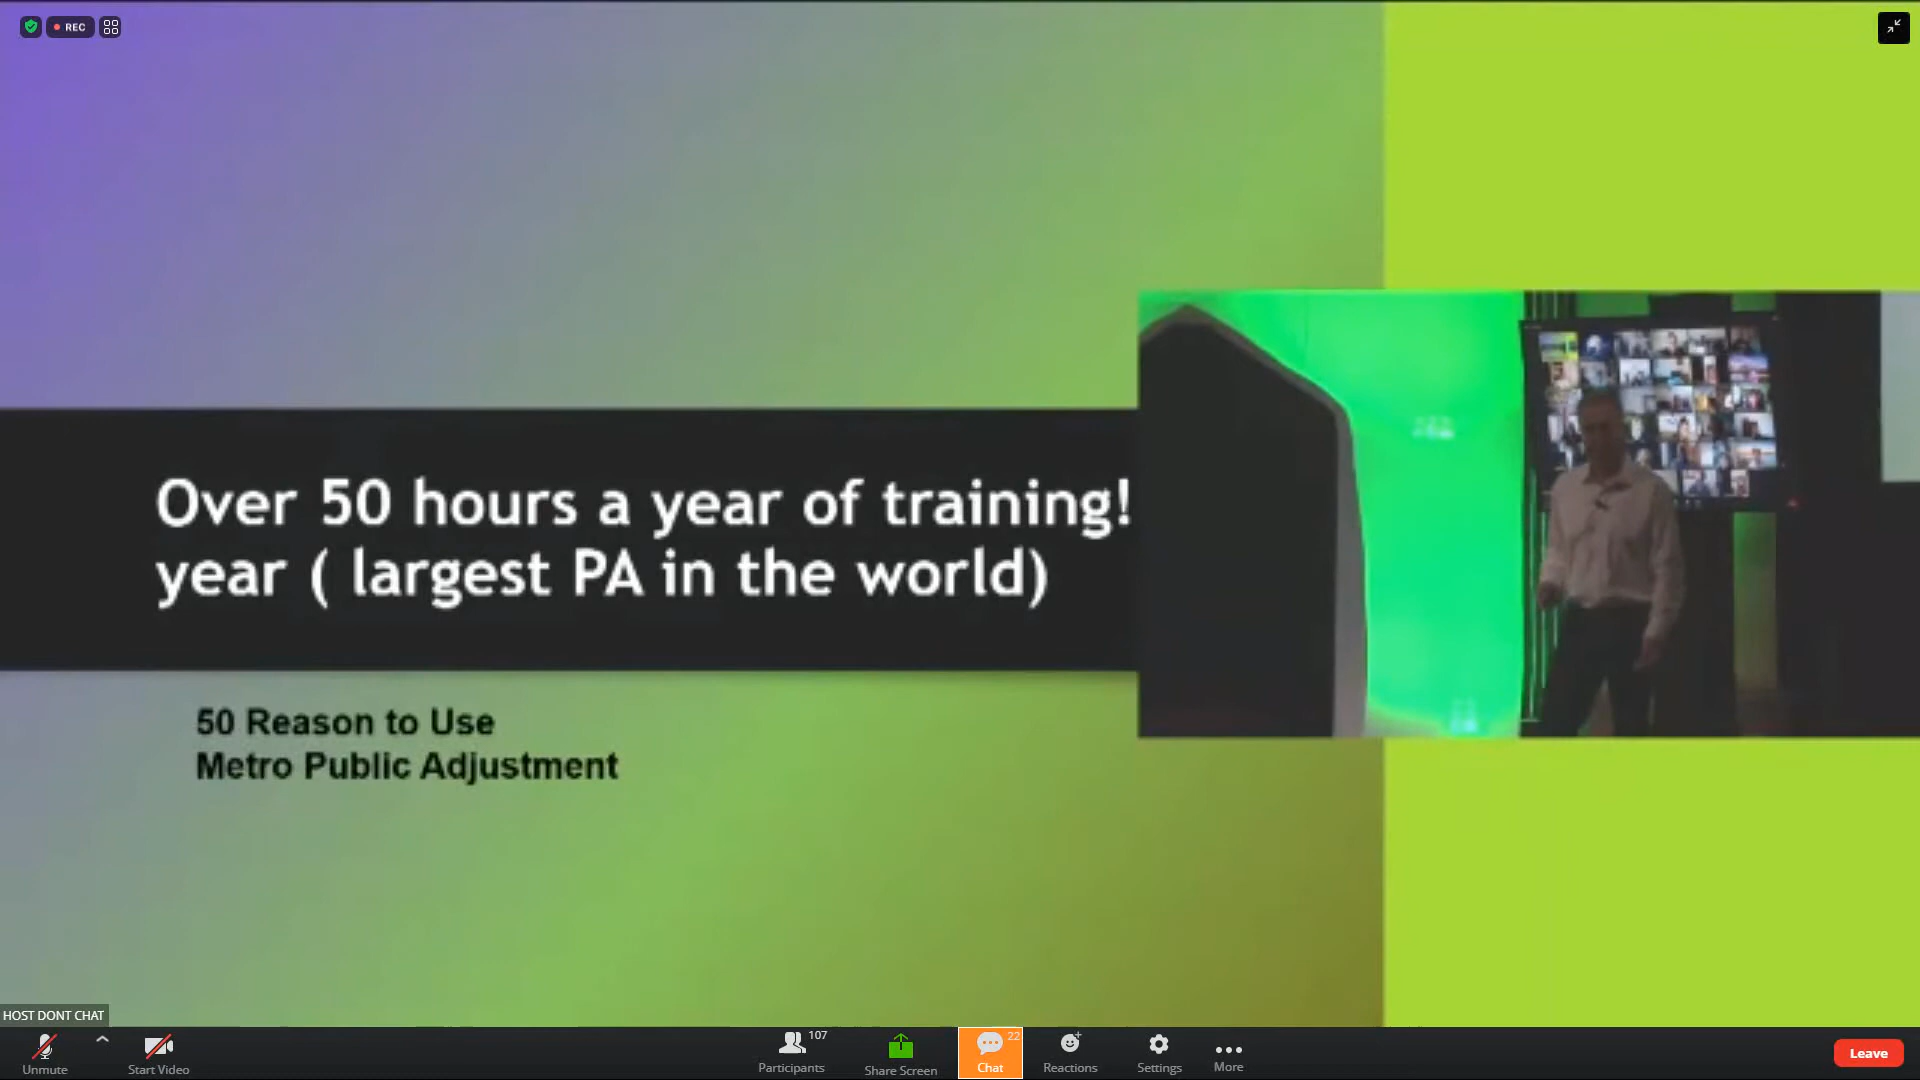 REC
Over 50 hours a year of training!
year ( largest PA in the world)
50 Reason to Use
Metro Public Adjustment
HOST DONT CHAT
Unmute
Start Video
107
Participants
Share Screen
22
Chat
Reactions
Settings
More
Leave